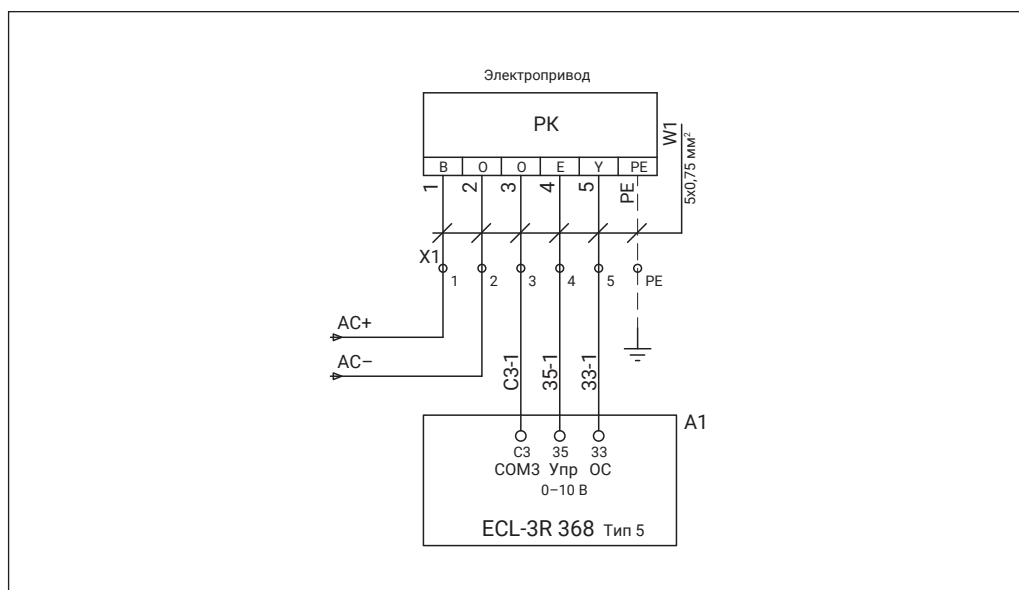 Электропривод
РК
B O O E Y PE
1 2 3 4 5 PE
W1
5x0,75 мм²
X1
1 2 3 4 5 PE
AC+
AC−
C3-1 35-1 33-1
A1
C3 35 33
COM3 Упр ОС
0–10 В
ECL-3R 368 Тип 5